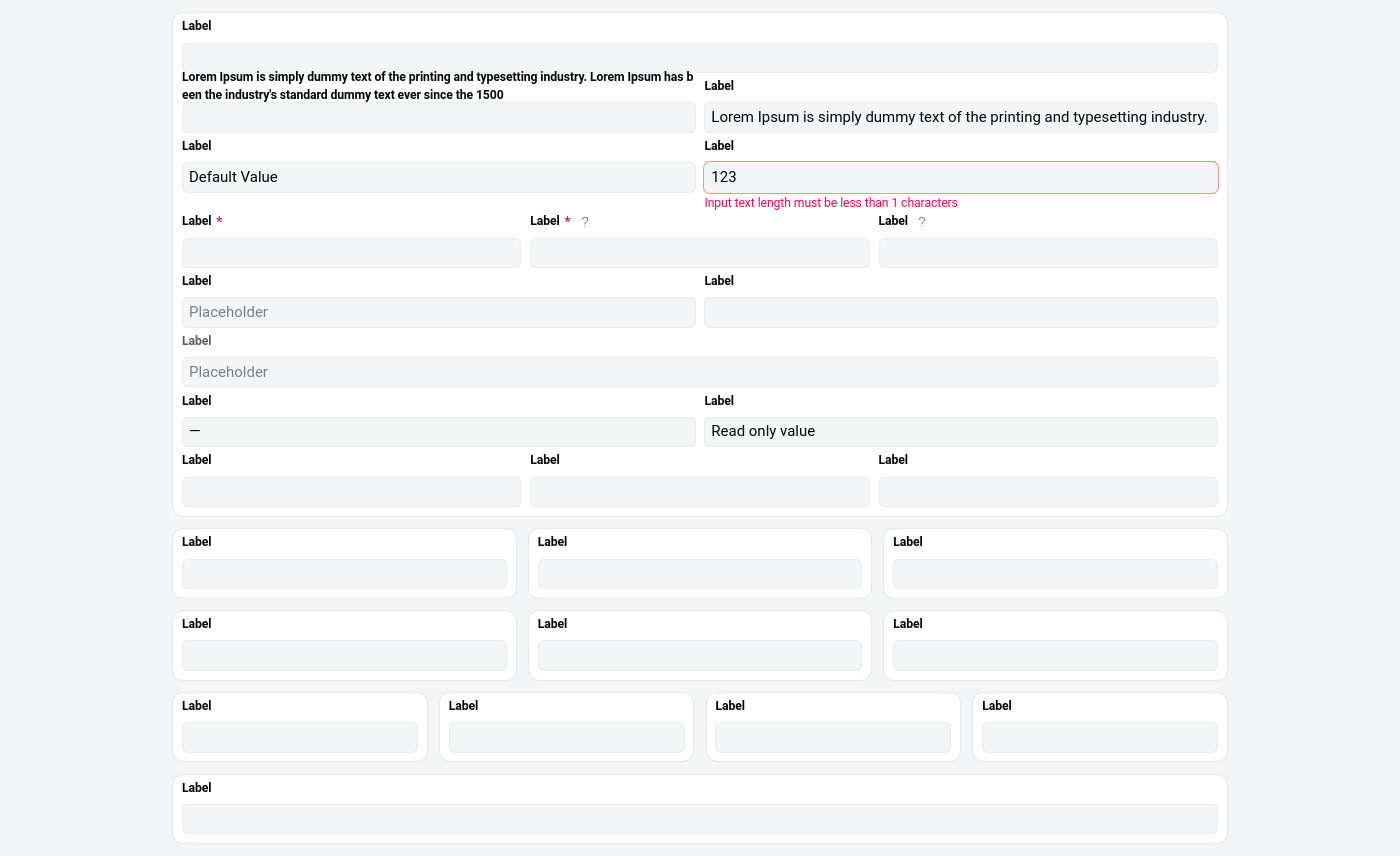 Label
Lorem Ipsum is simply dummy text of the printing and typesetting industry. Lorem Ipsum has b
een the industry's standard dummy text ever since the 1500
Label
Lorem Ipsum is simply dummy text of the printing and typesetting industry.
Label
Label
Default Value
123
Input text length must be less than 1 characters
Label *
Label * ?
Label ?
Label
Label
Placeholder
Label
Placeholder
Label
Label
—
Read only value
Label
Label
Label
Label
Label
Label
Label
Label
Label
Label
Label
Label
Label
Label